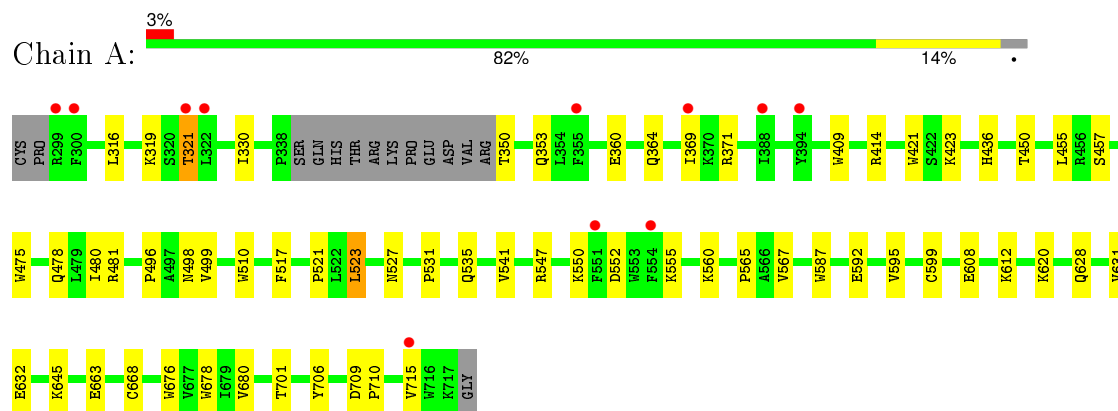 3%
Chain A:
82%
14%
CYS PRO R299 F300 L316 K319 S320 T321 L322 I330 P338 SER GLN HIS THR ARG LYS PRO GLU ASP VAL ARG T350 Q353 L354 F355 E360 Q364 I369 K370 R371 I388 Y394 W409 R414 W421 S422 K423 H436 T450 L455 R456 S457
W475 Q478 L479 I480 R481 P496 A497 N498 V499 W510 F517 P521 L522 L523 N527 P531 Q535 V541 R547 K550 F551 D552 W553 F554 K555 K560 P565 A566 V567 W587 E592 V595 C599 E608 K612 K620 Q628
E632 K645 E663 C668 W676 V677 W678 I679 V680 T701 Y706 D709 P710 V715 W716 K717 GLY